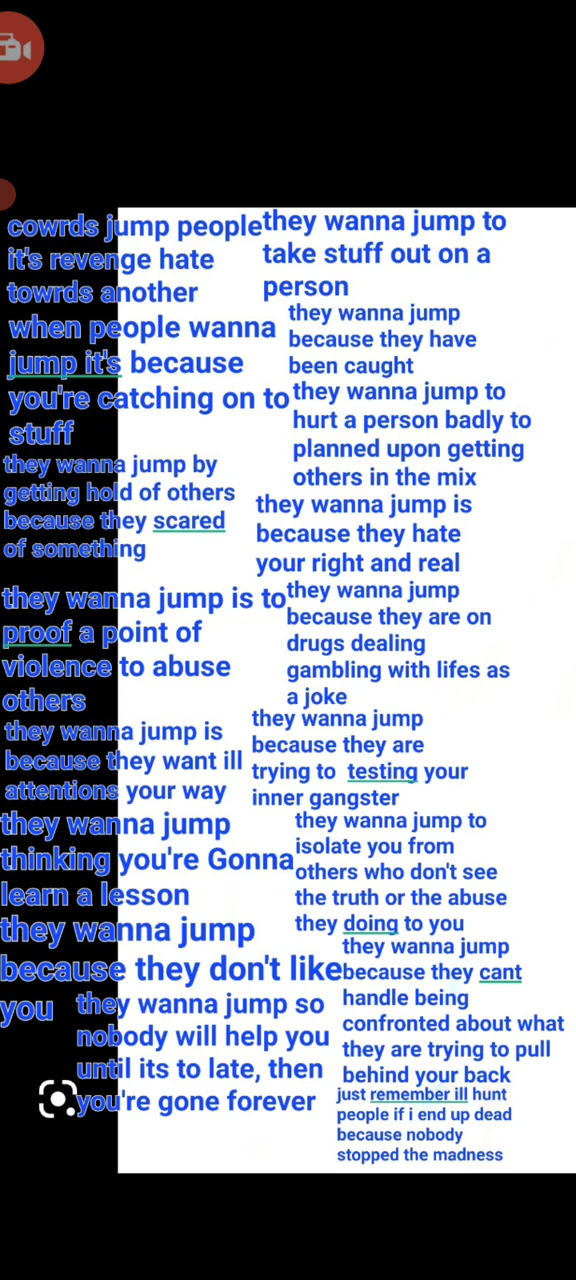 cowrds jump people
it's revenge hate
towrds another
when people wanna
jump it's because
you're catching on to
stuff
they wanna jump by
getting hold of others
because they scared
of something
they wanna jump is to
proof a point of
violence to abuse
others
they wanna jump is
because they want ill
attentions your way
they wanna jump
thinking you're Gonna
learn a lesson
they wanna jump
because they don't like
you
they wanna jump so
nobody will help you
until its to late, then
you're gone forever
they wanna jump to
take stuff out on a
person
they wanna jump
because they have
been caught
they wanna jump to
hurt a person badly to
planned upon getting
others in the mix
they wanna jump is
because they hate
your right and real
they wanna jump
because they are on
drugs dealing
gambling with lifes as
a joke
they wanna jump
because they are
trying to testing your
inner gangster
they wanna jump to
isolate you from
others who don't see
the truth or the abuse
they doing to you
they wanna jump
because they cant
handle being
confronted about what
they are trying to pull
behind your back
just remember ill hunt
people if i end up dead
because nobody
stopped the madness